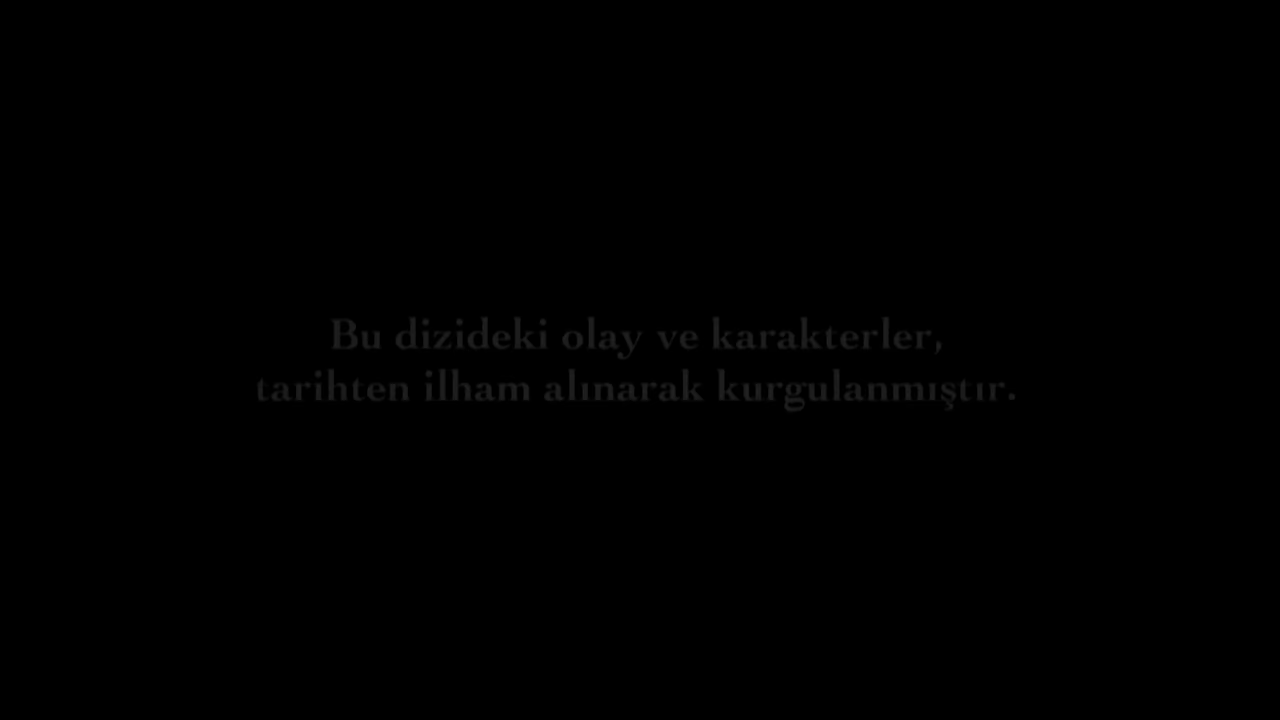 Bu dizideki olay ve karakterler,
tarihten ilham alınarak kurgulanmıştır.